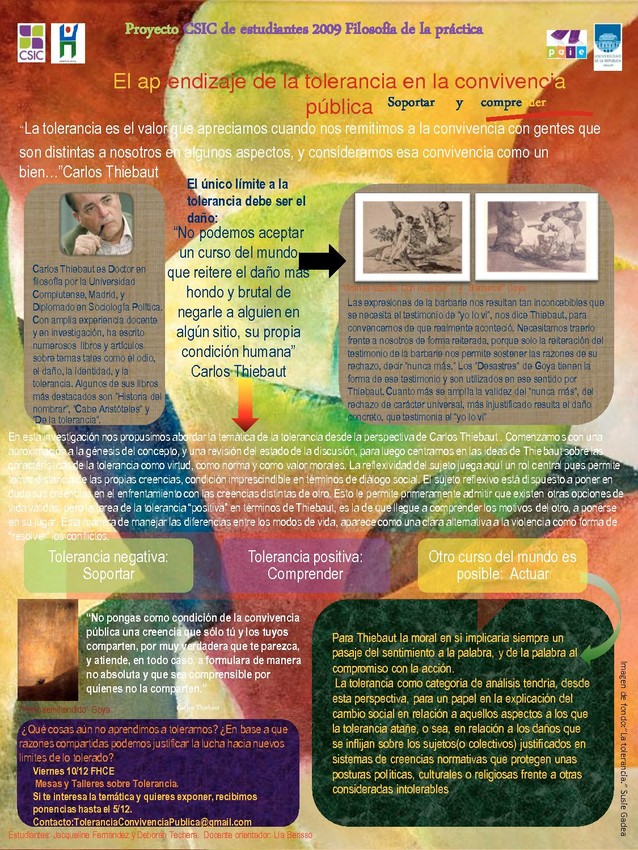 CSIC
paie
UNIVERSIDAD
DE LA REPÚBLICA
Proyecto CSIC de estudiantes 2009 Filosofía de la práctica
El aprendizaje de la tolerancia en la convivencia
pública Soportar y comprender
"La tolerancia es el valor que apreciamos cuando nos remitimos a la convivencia con gentes que
son distintas a nosotros en algunos aspectos, y consideramos esa convivencia como un
bien…"Carlos Thiebaut
El único límite a la
tolerancia debe ser el
daño:
"No podemos aceptar
un curso del mundo
que reitere el daño más
hondo y brutal de
negarle a alguien en
algún sitio, su propia
condición humana"
Carlos Thiebaut
Carlos Thiebaut es Doctor en
filosofía por la Universidad
Complutense, Madrid, y
Diplomado en Sociología Política.
Con amplia experiencia docente
y en investigación, ha escrito
numerosos libros y artículos
sobre temas tales como el odio,
el daño, la identidad, y la
tolerancia. Algunos de sus libros
más destacados son "Historia del
nombrar", "Cabe Aristóteles" y
"De la tolerancia".
Goya
Las expresiones de la barbarie nos resultan tan inconcebibles que
se necesita el testimonio de "yo lo vi", nos dice Thiebaut, para
convencernos de que realmente aconteció. Necesitamos traerlo
frente a nosotros de forma reiterada, porque solo la reiteración del
testimonio de la barbarie nos permite sostener las razones de su
rechazo, decir "nunca más." Los "Desastres" de Goya tienen la
forma de ese testimonio y son utilizados en ese sentido por
Thiebaut. Cuanto más se amplía la validez del "nunca más", del
rechazo de carácter universal, más injustificado resulta el daño
concreto, que testimonia el "yo lo vi"
En esta investigación nos propusimos abordar la temática de la tolerancia desde la perspectiva de Carlos Thiebaut . Comenzamos con una
aproximación a la génesis del concepto, y una revisión del estado de la discusión, para luego centrarnos en las ideas de Thiebaut sobre las
características de la tolerancia como virtud, como norma y como valor morales. La reflexividad del sujeto juega aquí un rol central pues permite
tomar distancia de las propias creencias, condición imprescindible en términos de diálogo social. El sujeto reflexivo está dispuesto a poner en
duda sus creencias en el enfrentamiento con las creencias distintas de otro. Esto le permite primeramente admitir que existen otras opciones de
vida válidas, pero la tarea de la tolerancia "positiva" en términos de Thiebaut, es la de que llegue a comprender los motivos del otro, a ponerse
en su lugar. Esta manera de manejar las diferencias entre los modos de vida, aparece como una clara alternativa a la violencia como forma de
"resolver" los conflictos.
Tolerancia negativa:
Soportar
Tolerancia positiva:
Comprender
Otro curso del mundo es
posible: Actuar
"No pongas como condición de la convivencia
pública una creencia que sólo tú y los tuyos
comparten, por muy verdadera que te parezca,
y atiende, en todo caso, a formulara de manera
no absoluta y que sea comprensible por
quienes no la comparten."
Carlos Thiebaut
"Perro semihundido" Goya
Para Thiebaut la moral en si implicaría siempre un
pasaje del sentimiento a la palabra, y de la palabra al
compromiso con la acción.
La tolerancia como categoría de análisis tendría, desde
esta perspectiva, para un papel en la explicación del
cambio social en relación a aquellos aspectos a los que
la tolerancia atañe, o sea, en relación a los daños que
se inflijan sobre los sujetos(o colectivos) justificados en
sistemas de creencias normativas que protegen unas
posturas políticas, culturales o religiosas frente a otras
consideradas intolerables
Imagen de fondo:"La tolerancia." Susie Gadea
¿Qué cosas aún no aprendimos a tolerarnos? ¿En base a que
razones compartidas podemos justificar la lucha hacia nuevos
límites de lo tolerado?
Viernes 10/12 FHCE
Mesas y Talleres sobre Tolerancia.
Si te interesa la temática y quieres exponer, recibimos
ponencias hasta el 5/12.
Contacto:ToleranciaConvivenciaPublica@gmail.com
Estudiantes: Jacqueline Fernández y Deborah Techera. Docente orientador: Lía Berisso